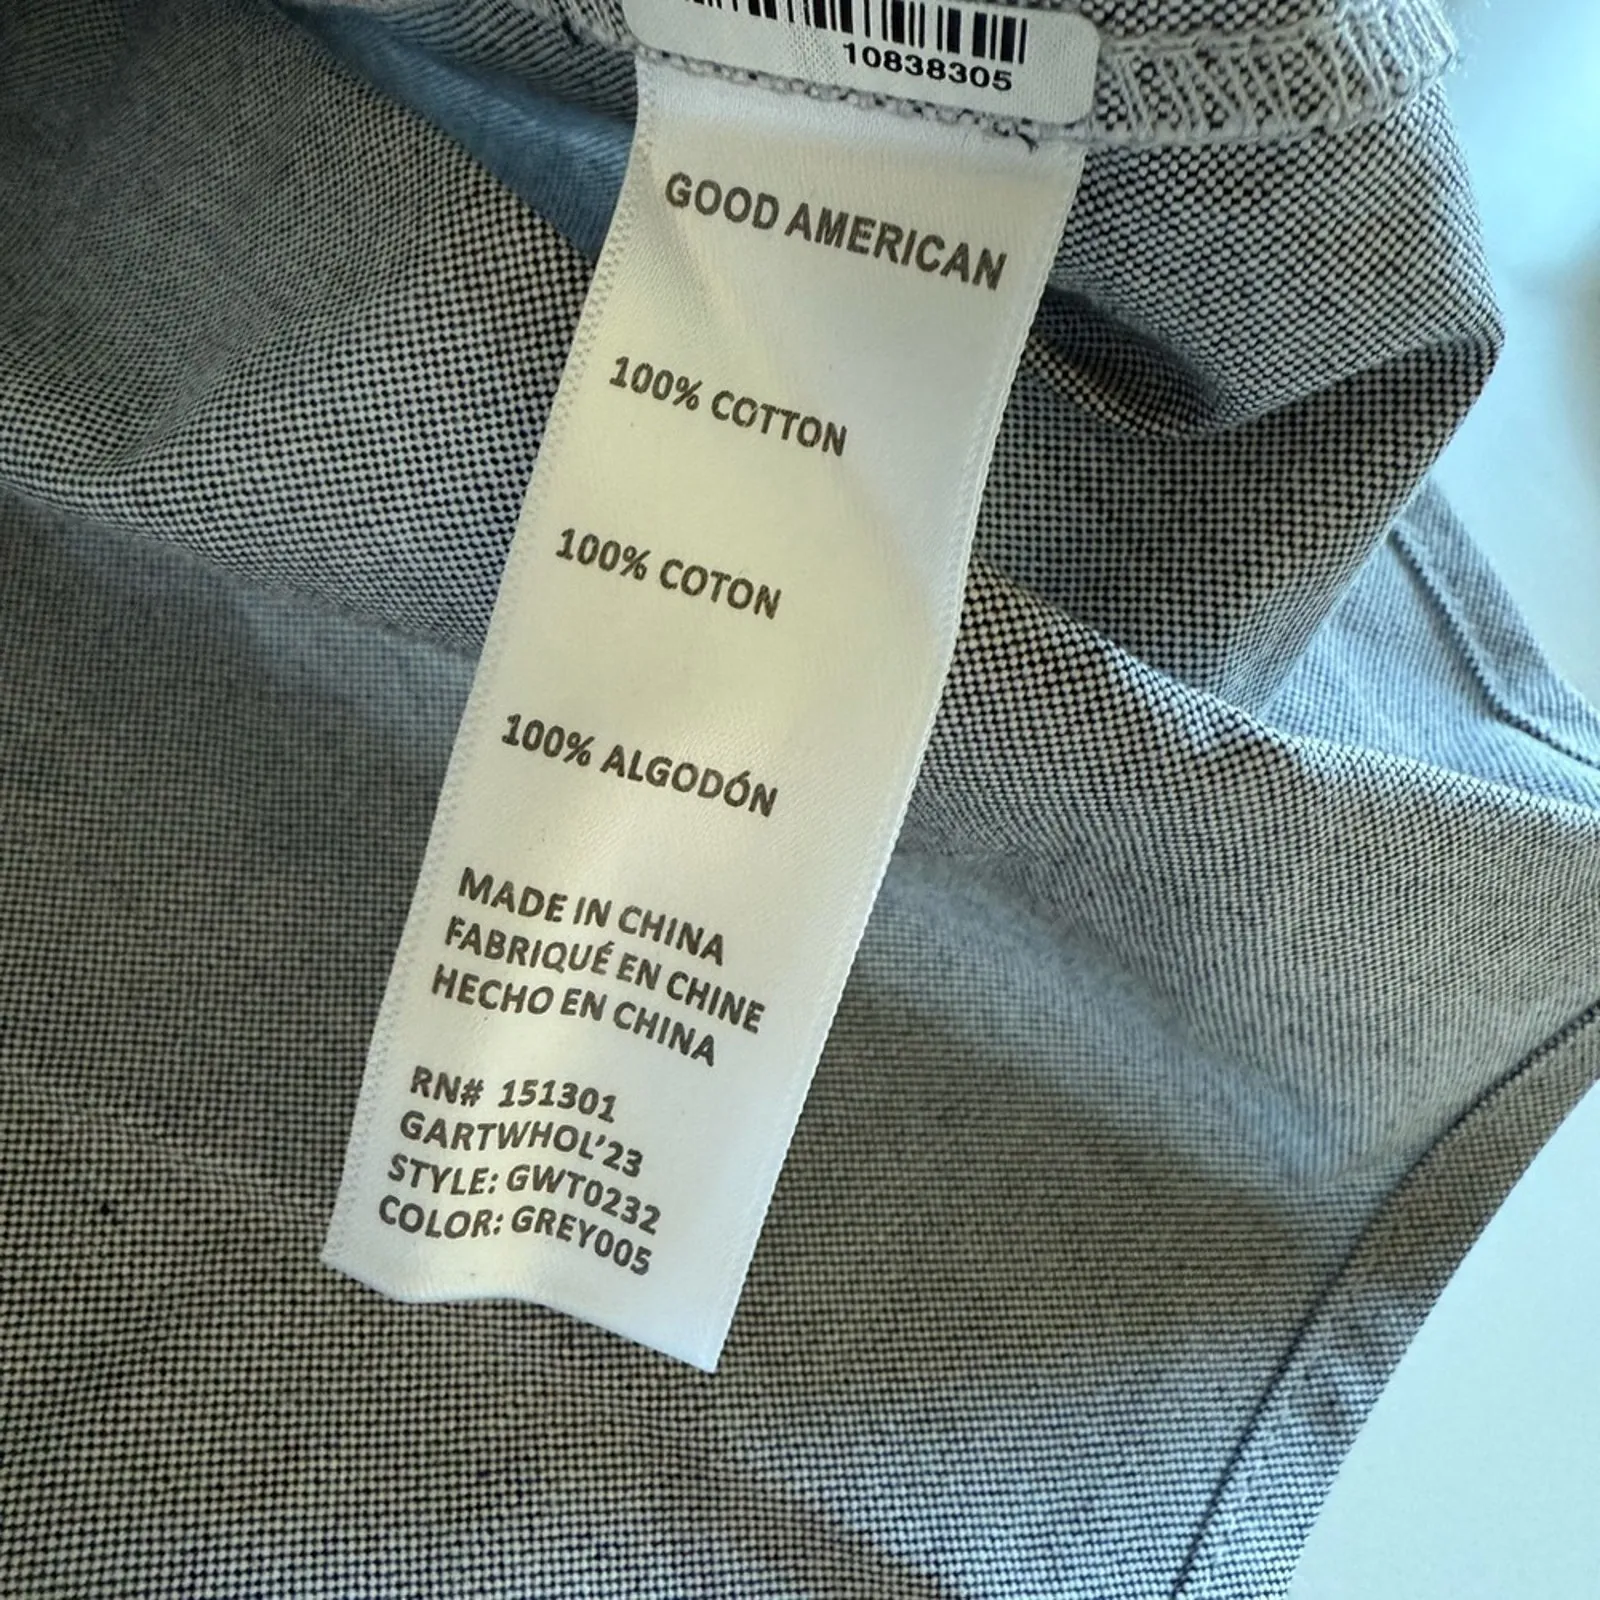 10838305
GOOD AMERICAN
100% COTTON
100% COTON
100% ALGODÓN
MADE IN CHINA
FABRIQUÉ EN CHINE
HECHO EN CHINA
RN# 151301
GARTWHOL'23
STYLE: GWT0232
COLOR: GREY005